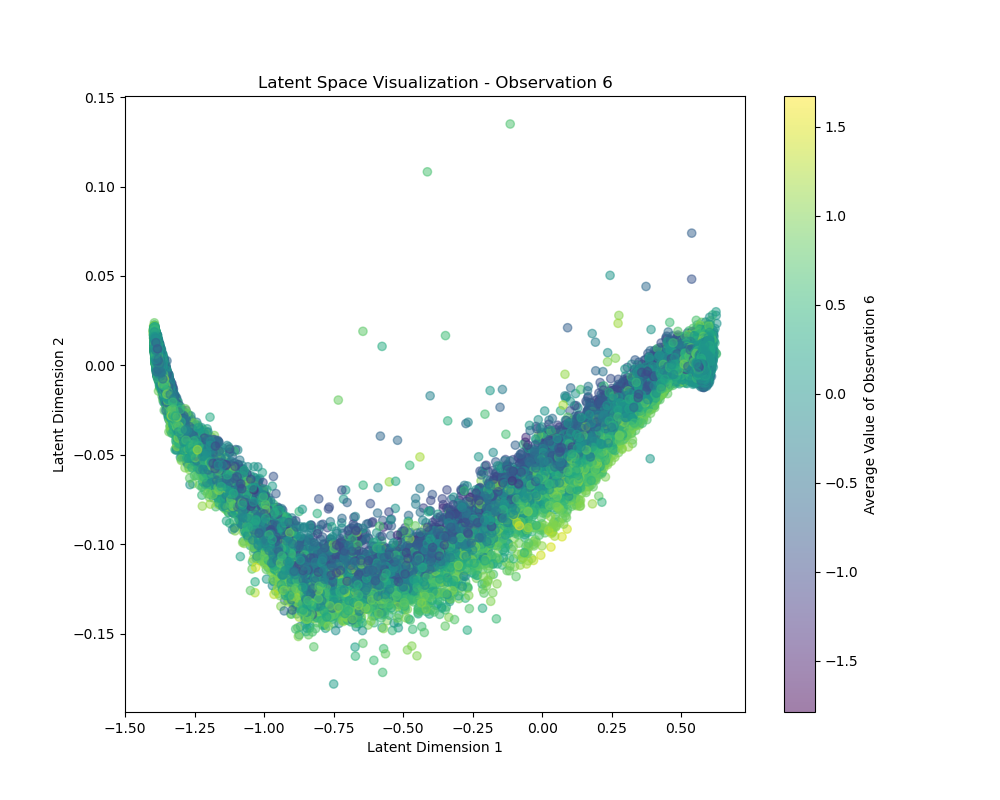 Latent Space Visualization - Observation 6
0.15
0.10
0.05
0.00
−0.05
−0.10
−0.15
Latent Dimension 2
−1.50 −1.25 −1.00 −0.75 −0.50 −0.25 0.00 0.25 0.50
Latent Dimension 1
1.5
1.0
0.5
0.0
−0.5
−1.0
−1.5
Average Value of Observation 6